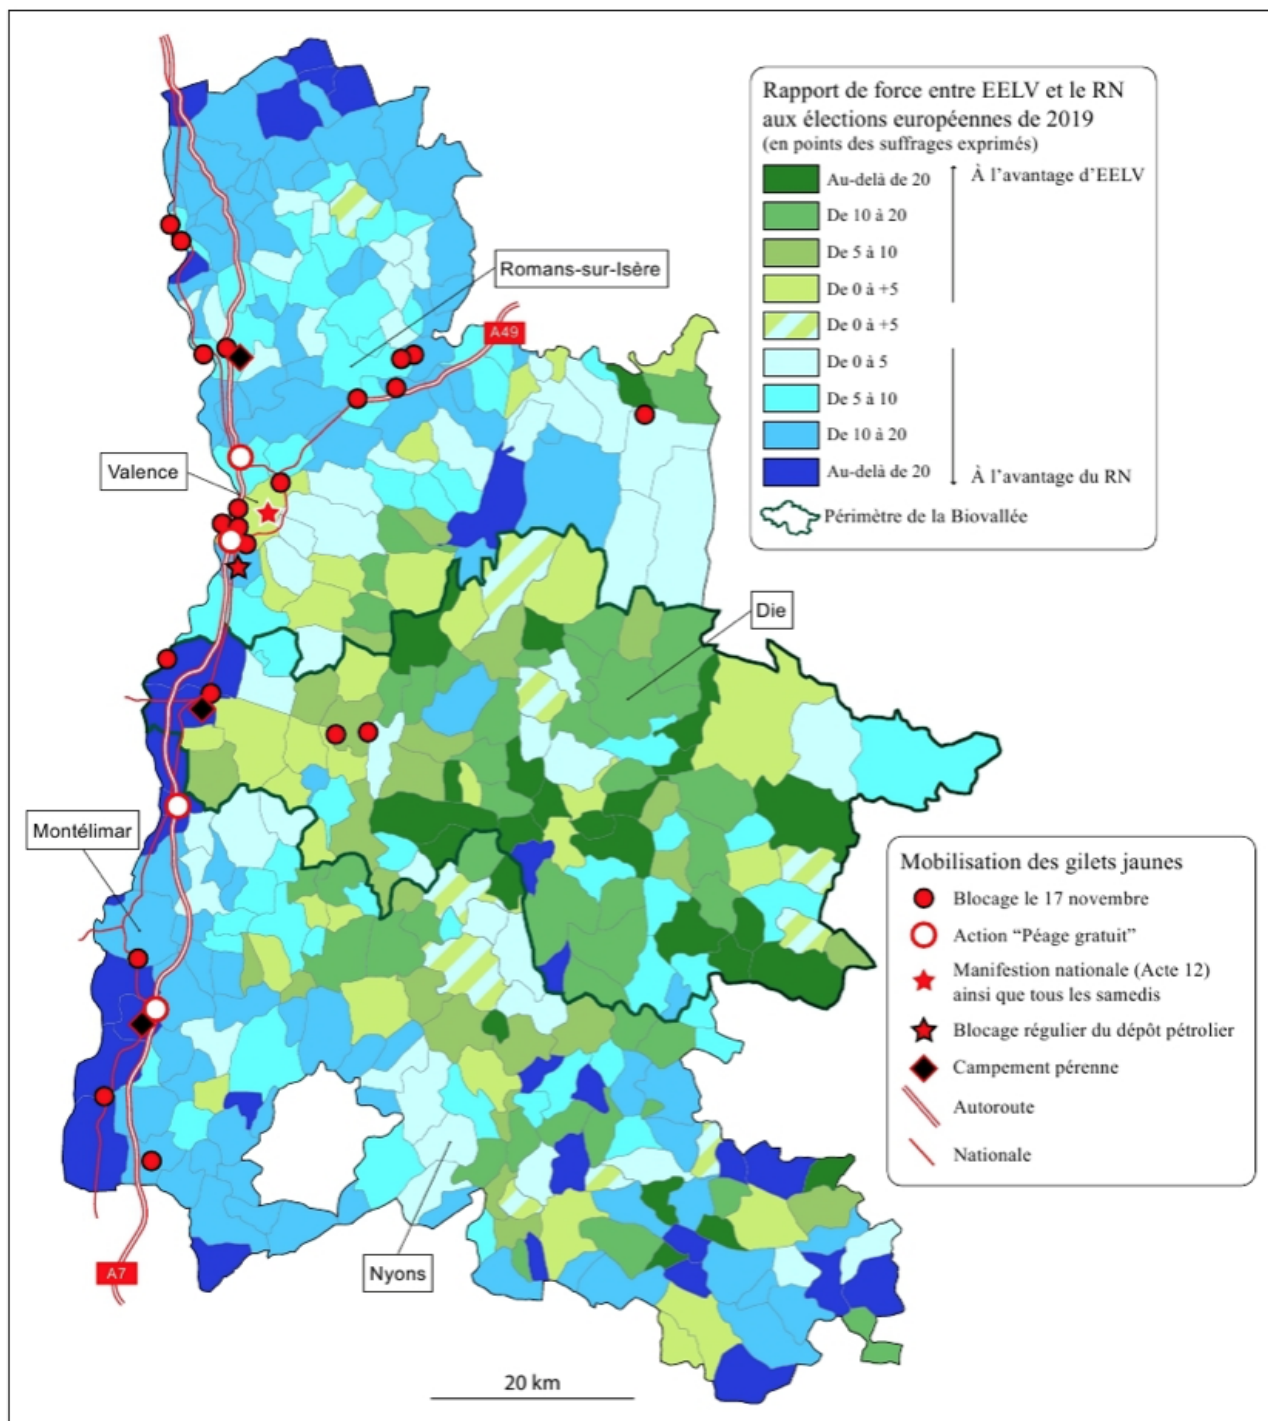 Rapport de force entre EELV et le RN
aux élections européennes de 2019
(en points des suffrages exprimés)
Au-delà de 20
À l'avantage d'EELV
De 10 à 20
De 5 à 10
De 0 à +5
De 0 à +5
De 0 à 5
De 5 à 10
De 10 à 20
Au-delà de 20
À l'avantage du RN
Périmètre de la Biovallée
Romans-sur-Isère
A49
Valence
Die
Montélimar
Mobilisation des gilets jaunes
Blocage le 17 novembre
Action "Péage gratuit"
Manifestion nationale (Acte 12)
ainsi que tous les samedis
Blocage régulier du dépôt pétrolier
Campement pérenne
Autoroute
Nationale
Nyons
A7
20 km